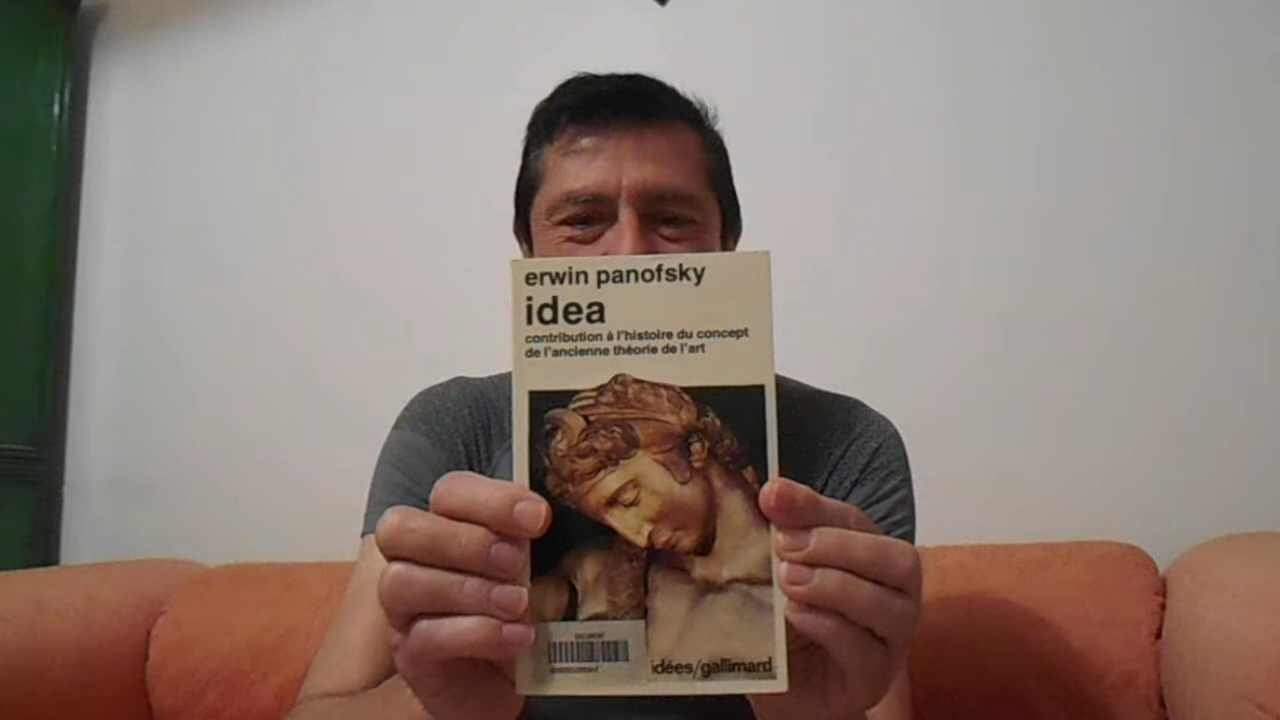 erwin panofsky
idea
contribution à l'histoire du concept
de l'ancienne théorie de l'art
idées/gallimard